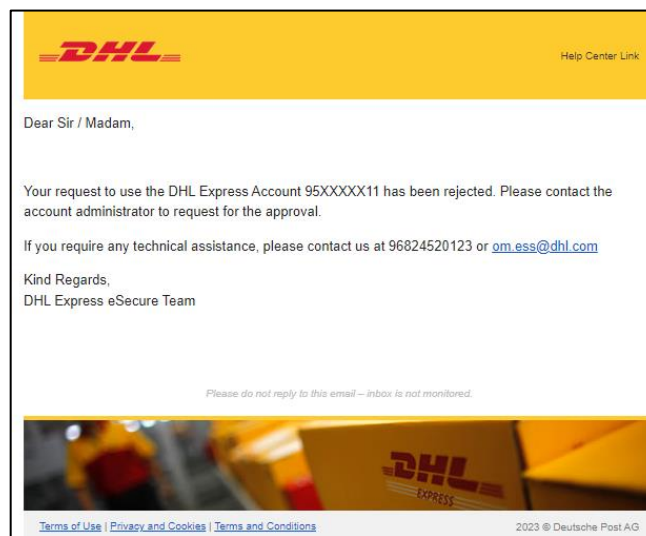 DHL
Help Center Link
Dear Sir / Madam,
Your request to use the DHL Express Account 95XXXXX11 has been rejected. Please contact the
account administrator to request for the approval.
If you require any technical assistance, please contact us at 96824520123 or om.ess@dhl.com
Kind Regards,
DHL Express eSecure Team
Please do not reply to this email – inbox is not monitored.
DHL
EXPRESS
Terms of Use | Privacy and Cookies | Terms and Conditions
2023 © Deutsche Post AG